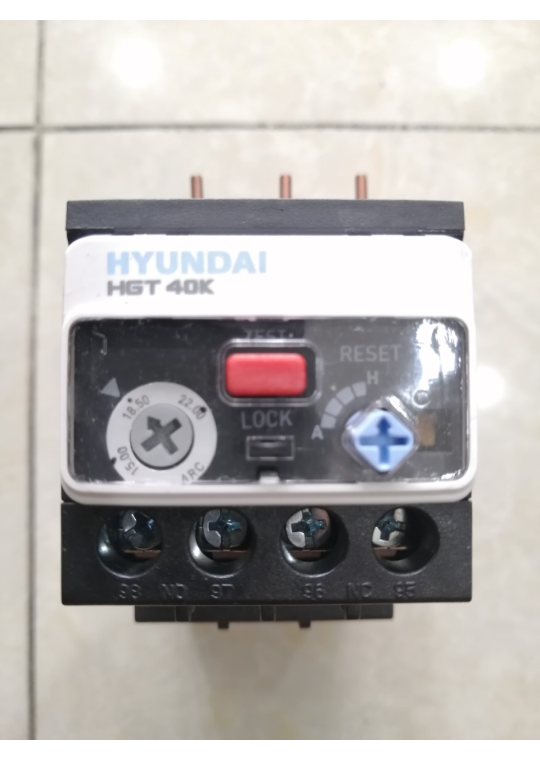 HYUNDAI
HGT 40K
TEST
RESET
H
A
LOCK
15.00
18.50
22.00
ARC
98 NO 97 96 NC 95